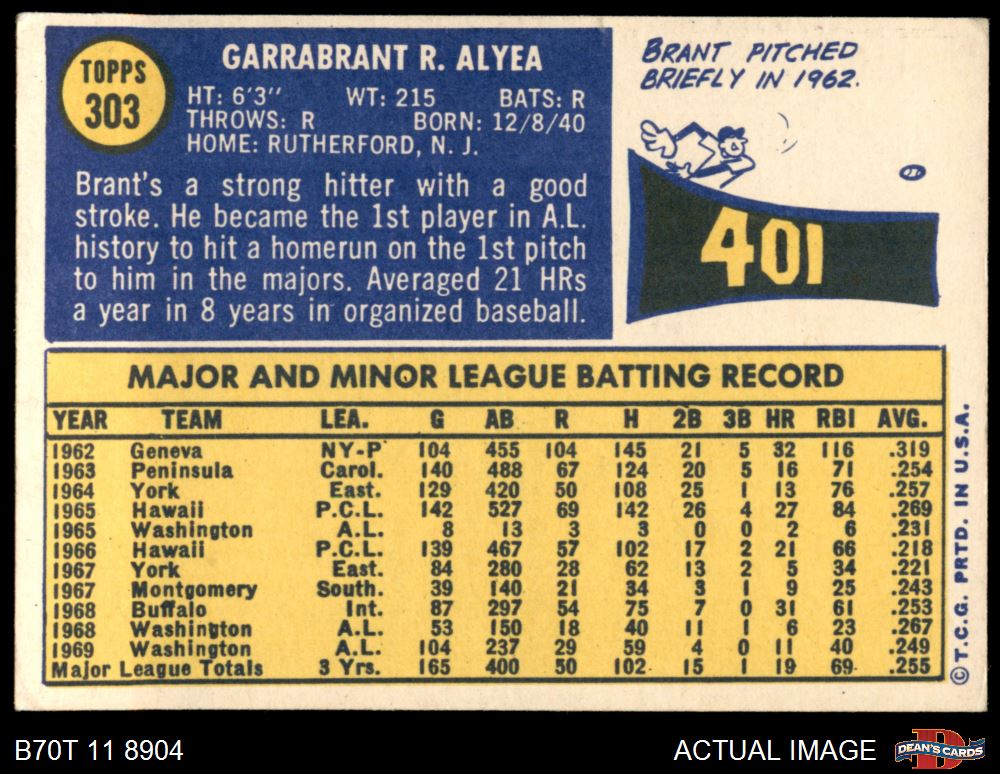 TOPPS
303
GARRABRANT R. ALYEA
HT: 6'3" WT: 215 BATS: R
THROWS: R BORN: 12/8/40
HOME: RUTHERFORD, N. J.
Brant's a strong hitter with a good
stroke. He became the 1st player in A.L.
history to hit a homerun on the 1st pitch
to him in the majors. Averaged 21 HRs
a year in 8 years in organized baseball.
BRANT PITCHED
BRIEFLY IN 1962.
401
MAJOR AND MINOR LEAGUE BATTING RECORD
YEAR TEAM LEA. G AB R H 2B 3B HR RBI AVG.
1962 Geneva NY-P 104 455 104 145 21 5 32 116 .319
1963 Peninsula Carol. 140 488 67 124 20 5 16 71 .254
1964 York East. 129 420 50 108 25 1 13 76 .257
1965 Hawaii P.C.L. 142 527 69 142 26 4 27 84 .269
1965 Washington A.L. 8 13 3 3 0 0 2 6 .231
1966 Hawaii P.C.L. 139 467 57 102 17 2 21 66 .218
1967 York East. 84 280 28 62 13 2 5 34 .221
1967 Montgomery South. 39 140 21 34 3 1 9 25 .243
1968 Buffalo Int. 87 297 54 75 7 0 31 61 .253
1968 Washington A.L. 53 150 18 40 11 1 6 23 .267
1969 Washington A.L. 104 237 29 59 4 0 11 40 .249
Major League Totals 3 Yrs. 165 400 50 102 15 1 19 69 .255
© T.C.G. PRTD. IN U.S.A.
B70T 11 8904
ACTUAL IMAGE
D
DEAN'S CARDS